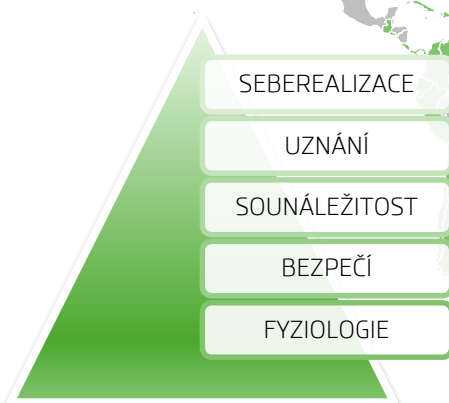 SEBEREALIZACE
UZNÁNÍ
SOUNÁLEŽITOST
BEZPEČÍ
FYZIOLOGIE